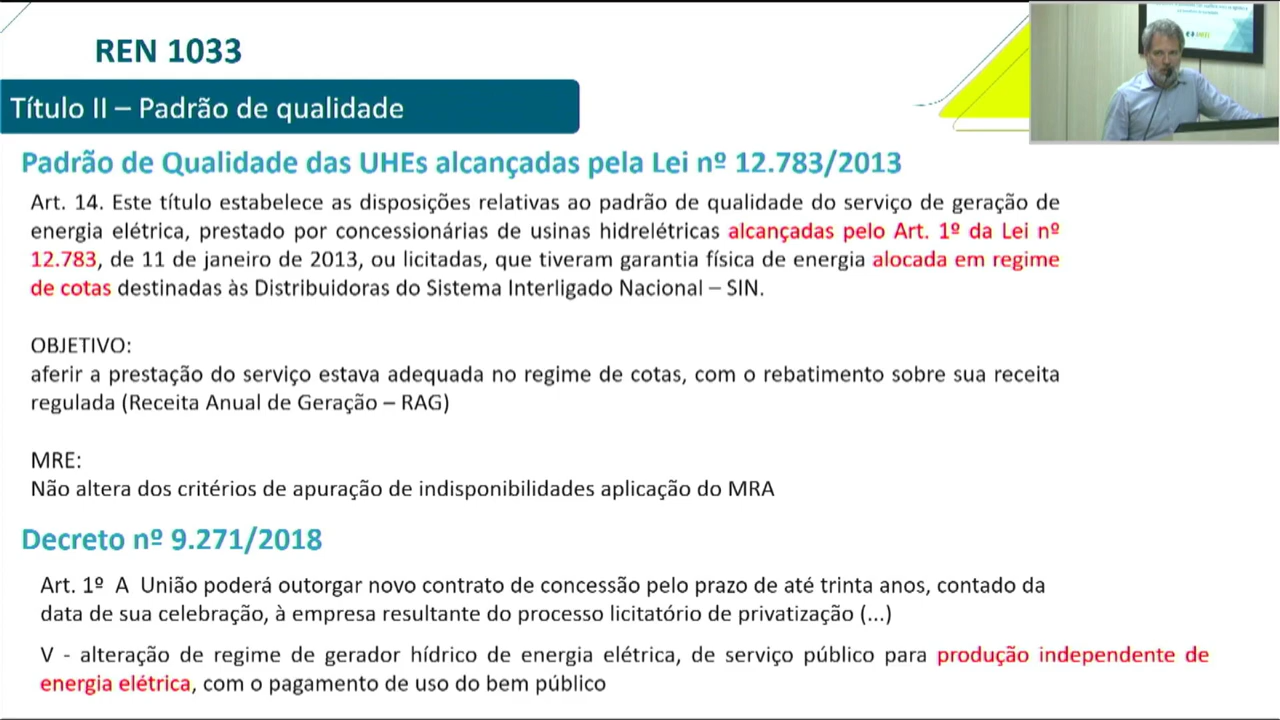 REN 1033
Título II – Padrão de qualidade
Padrão de Qualidade das UHEs alcançadas pela Lei nº 12.783/2013
Art. 14. Este título estabelece as disposições relativas ao padrão de qualidade do serviço de geração de
energia elétrica, prestado por concessionárias de usinas hidrelétricas alcançadas pelo Art. 1º da Lei nº
12.783, de 11 de janeiro de 2013, ou licitadas, que tiveram garantia física de energia alocada em regime
de cotas destinadas às Distribuidoras do Sistema Interligado Nacional – SIN.
OBJETIVO:
aferir a prestação do serviço estava adequada no regime de cotas, com o rebatimento sobre sua receita
regulada (Receita Anual de Geração – RAG)
MRE:
Não altera dos critérios de apuração de indisponibilidades aplicação do MRA
Decreto nº 9.271/2018
Art. 1º A União poderá outorgar novo contrato de concessão pelo prazo de até trinta anos, contado da
data de sua celebração, à empresa resultante do processo licitatório de privatização (...)
V - alteração de regime de gerador hídrico de energia elétrica, de serviço público para produção independente de
energia elétrica, com o pagamento de uso do bem público